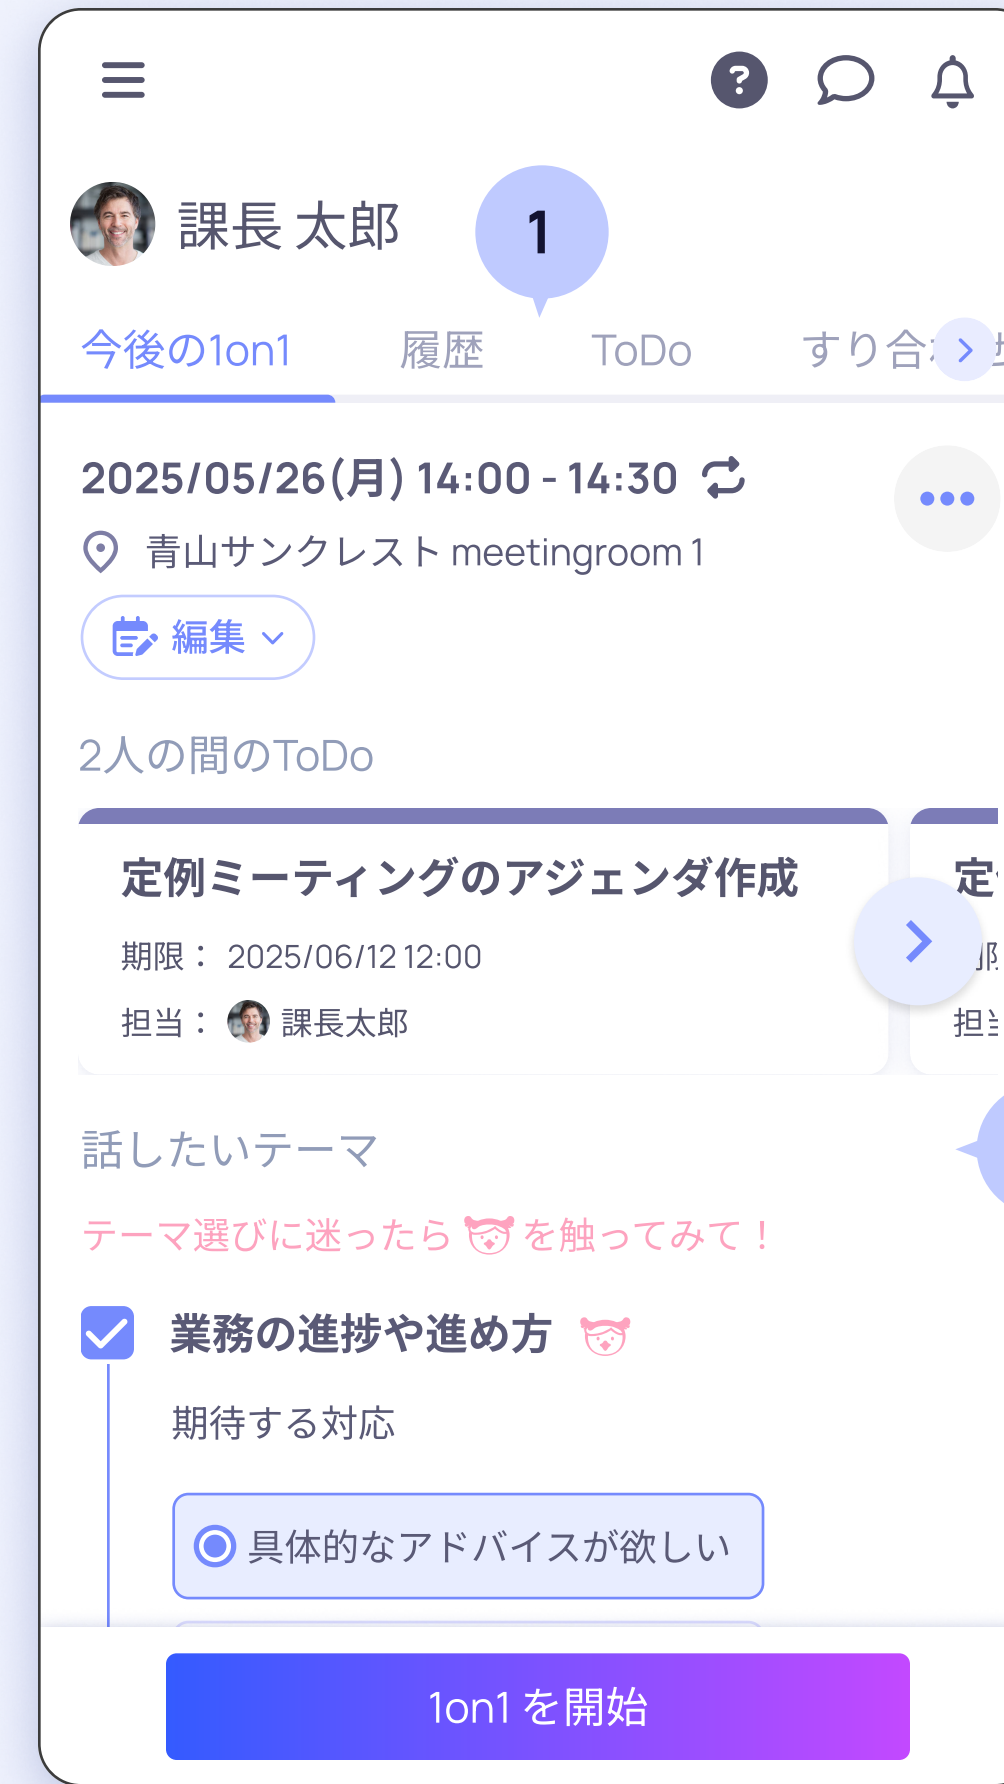 課長 太郎
1
今後の1on1 履歴 ToDo すり合
2025/05/26(月) 14:00 - 14:30
青山サンクレスト meetingroom 1
編集
2人の間のToDo
定例ミーティングのアジェンダ作成
期限： 2025/06/12 12:00
担当： 課長太郎
定
限
担当
話したいテーマ
テーマ選びに迷ったら を触ってみて！
業務の進捗や進め方
期待する対応
具体的なアドバイスが欲しい
1on1 を開始